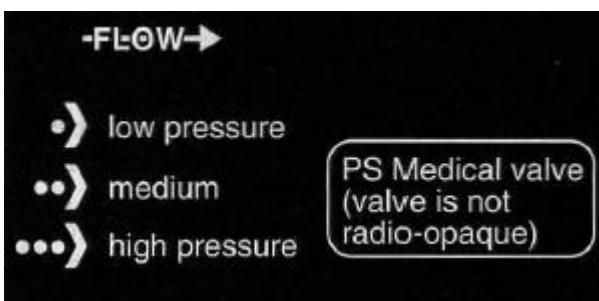 FLOW
low pressure
medium
high pressure
PS Medical valve
(valve is not
radio-opaque)